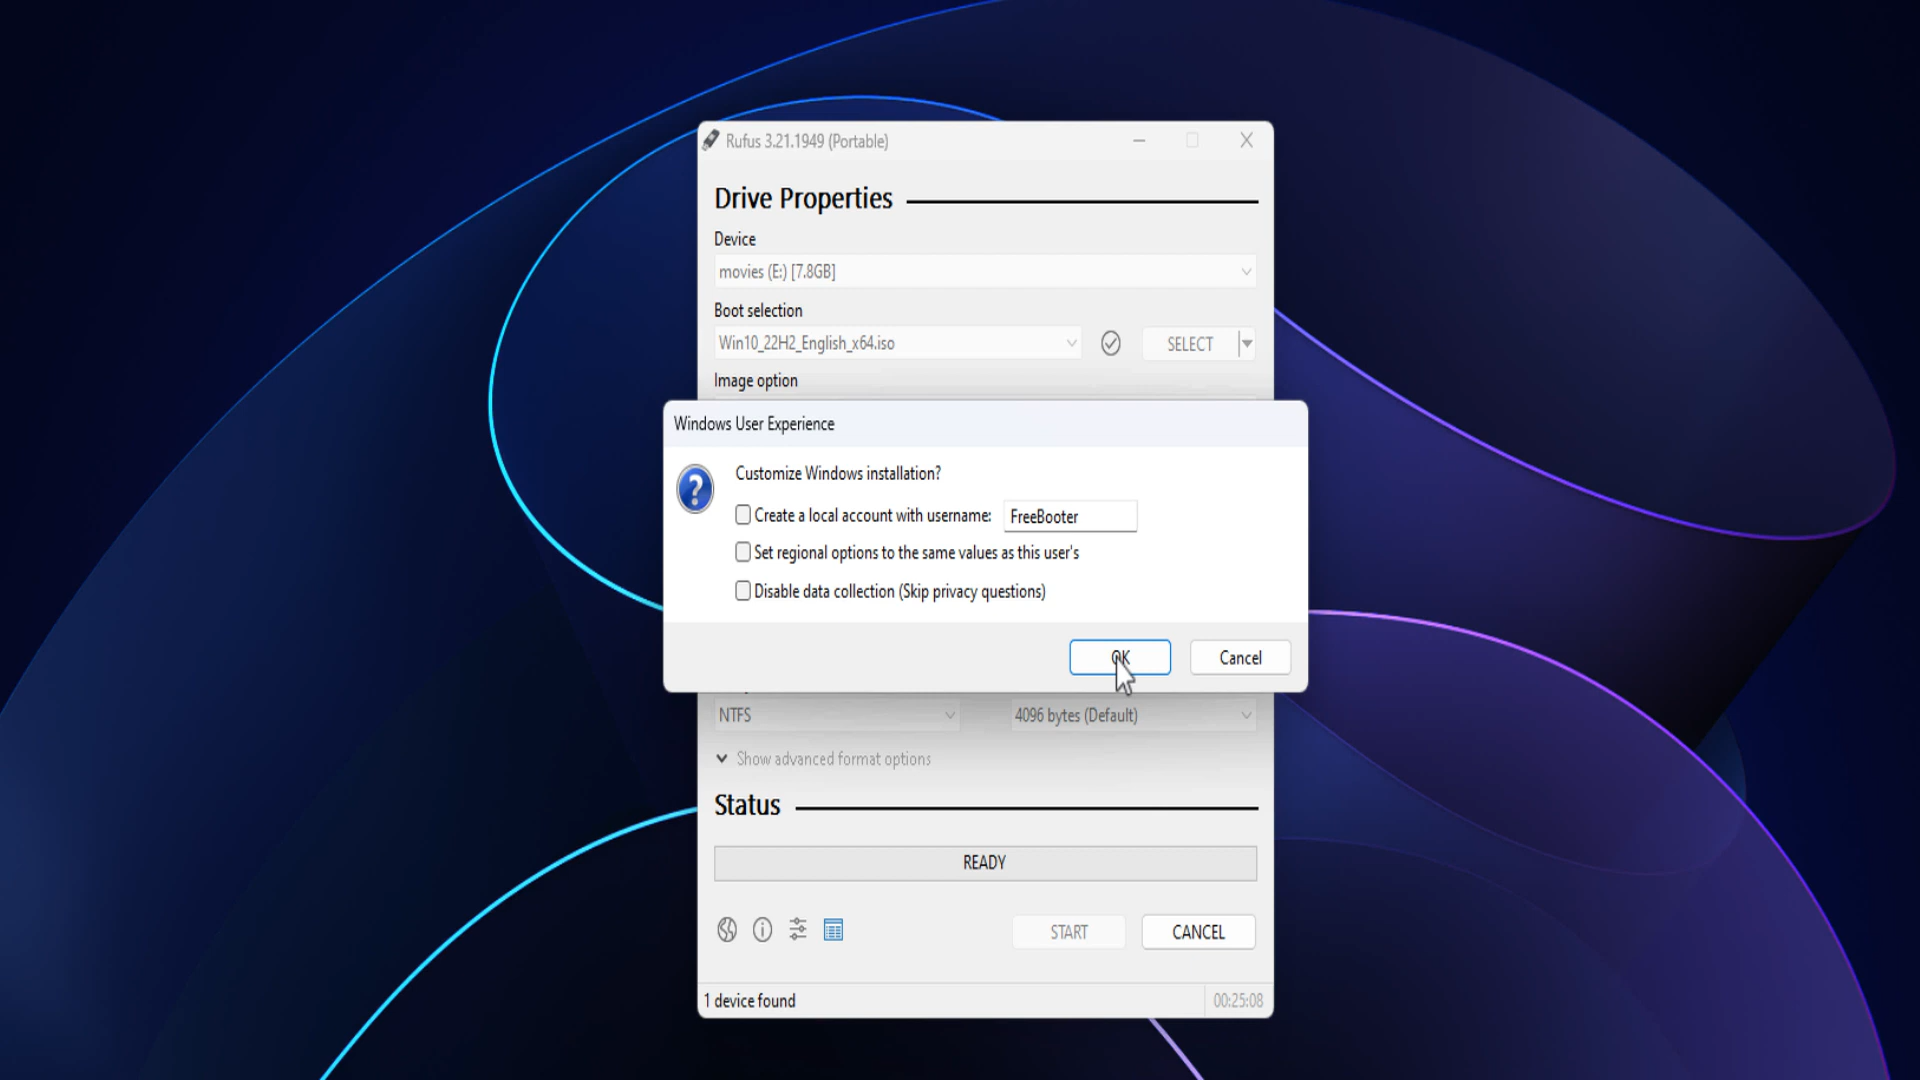 Rufus 3.21.1949 (Portable)
Drive Properties
Device
movies (E:) [7.8GB]
Boot selection
Win10_22H2_English_x64.iso
SELECT
Image option
Windows User Experience
Customize Windows installation?
Create a local account with username: FreeBooter
Set regional options to the same values as this user's
Disable data collection (Skip privacy questions)
OK Cancel
NTFS 4096 bytes (Default)
Show advanced format options
Status
READY
START CANCEL
1 device found 00:25:08